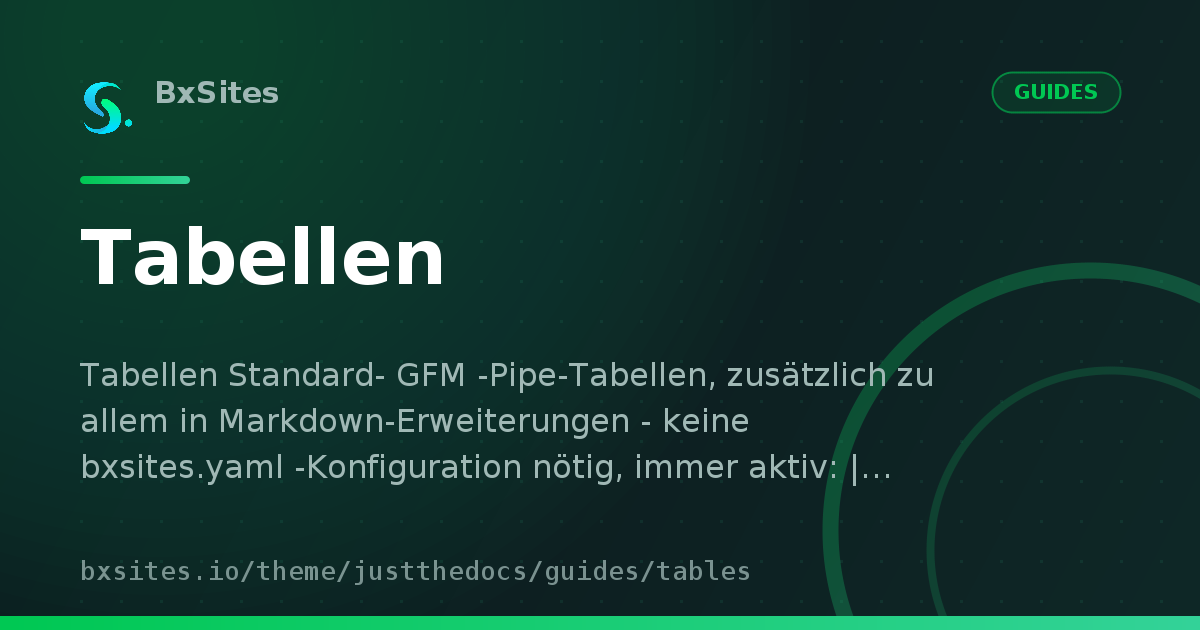 BxSites
GUIDES
Tabellen
Tabellen Standard- GFM -Pipe-Tabellen, zusätzlich zu
allem in Markdown-Erweiterungen - keine
bxsites.yaml -Konfiguration nötig, immer aktiv: |…
bxsites.io/theme/justthedocs/guides/tables